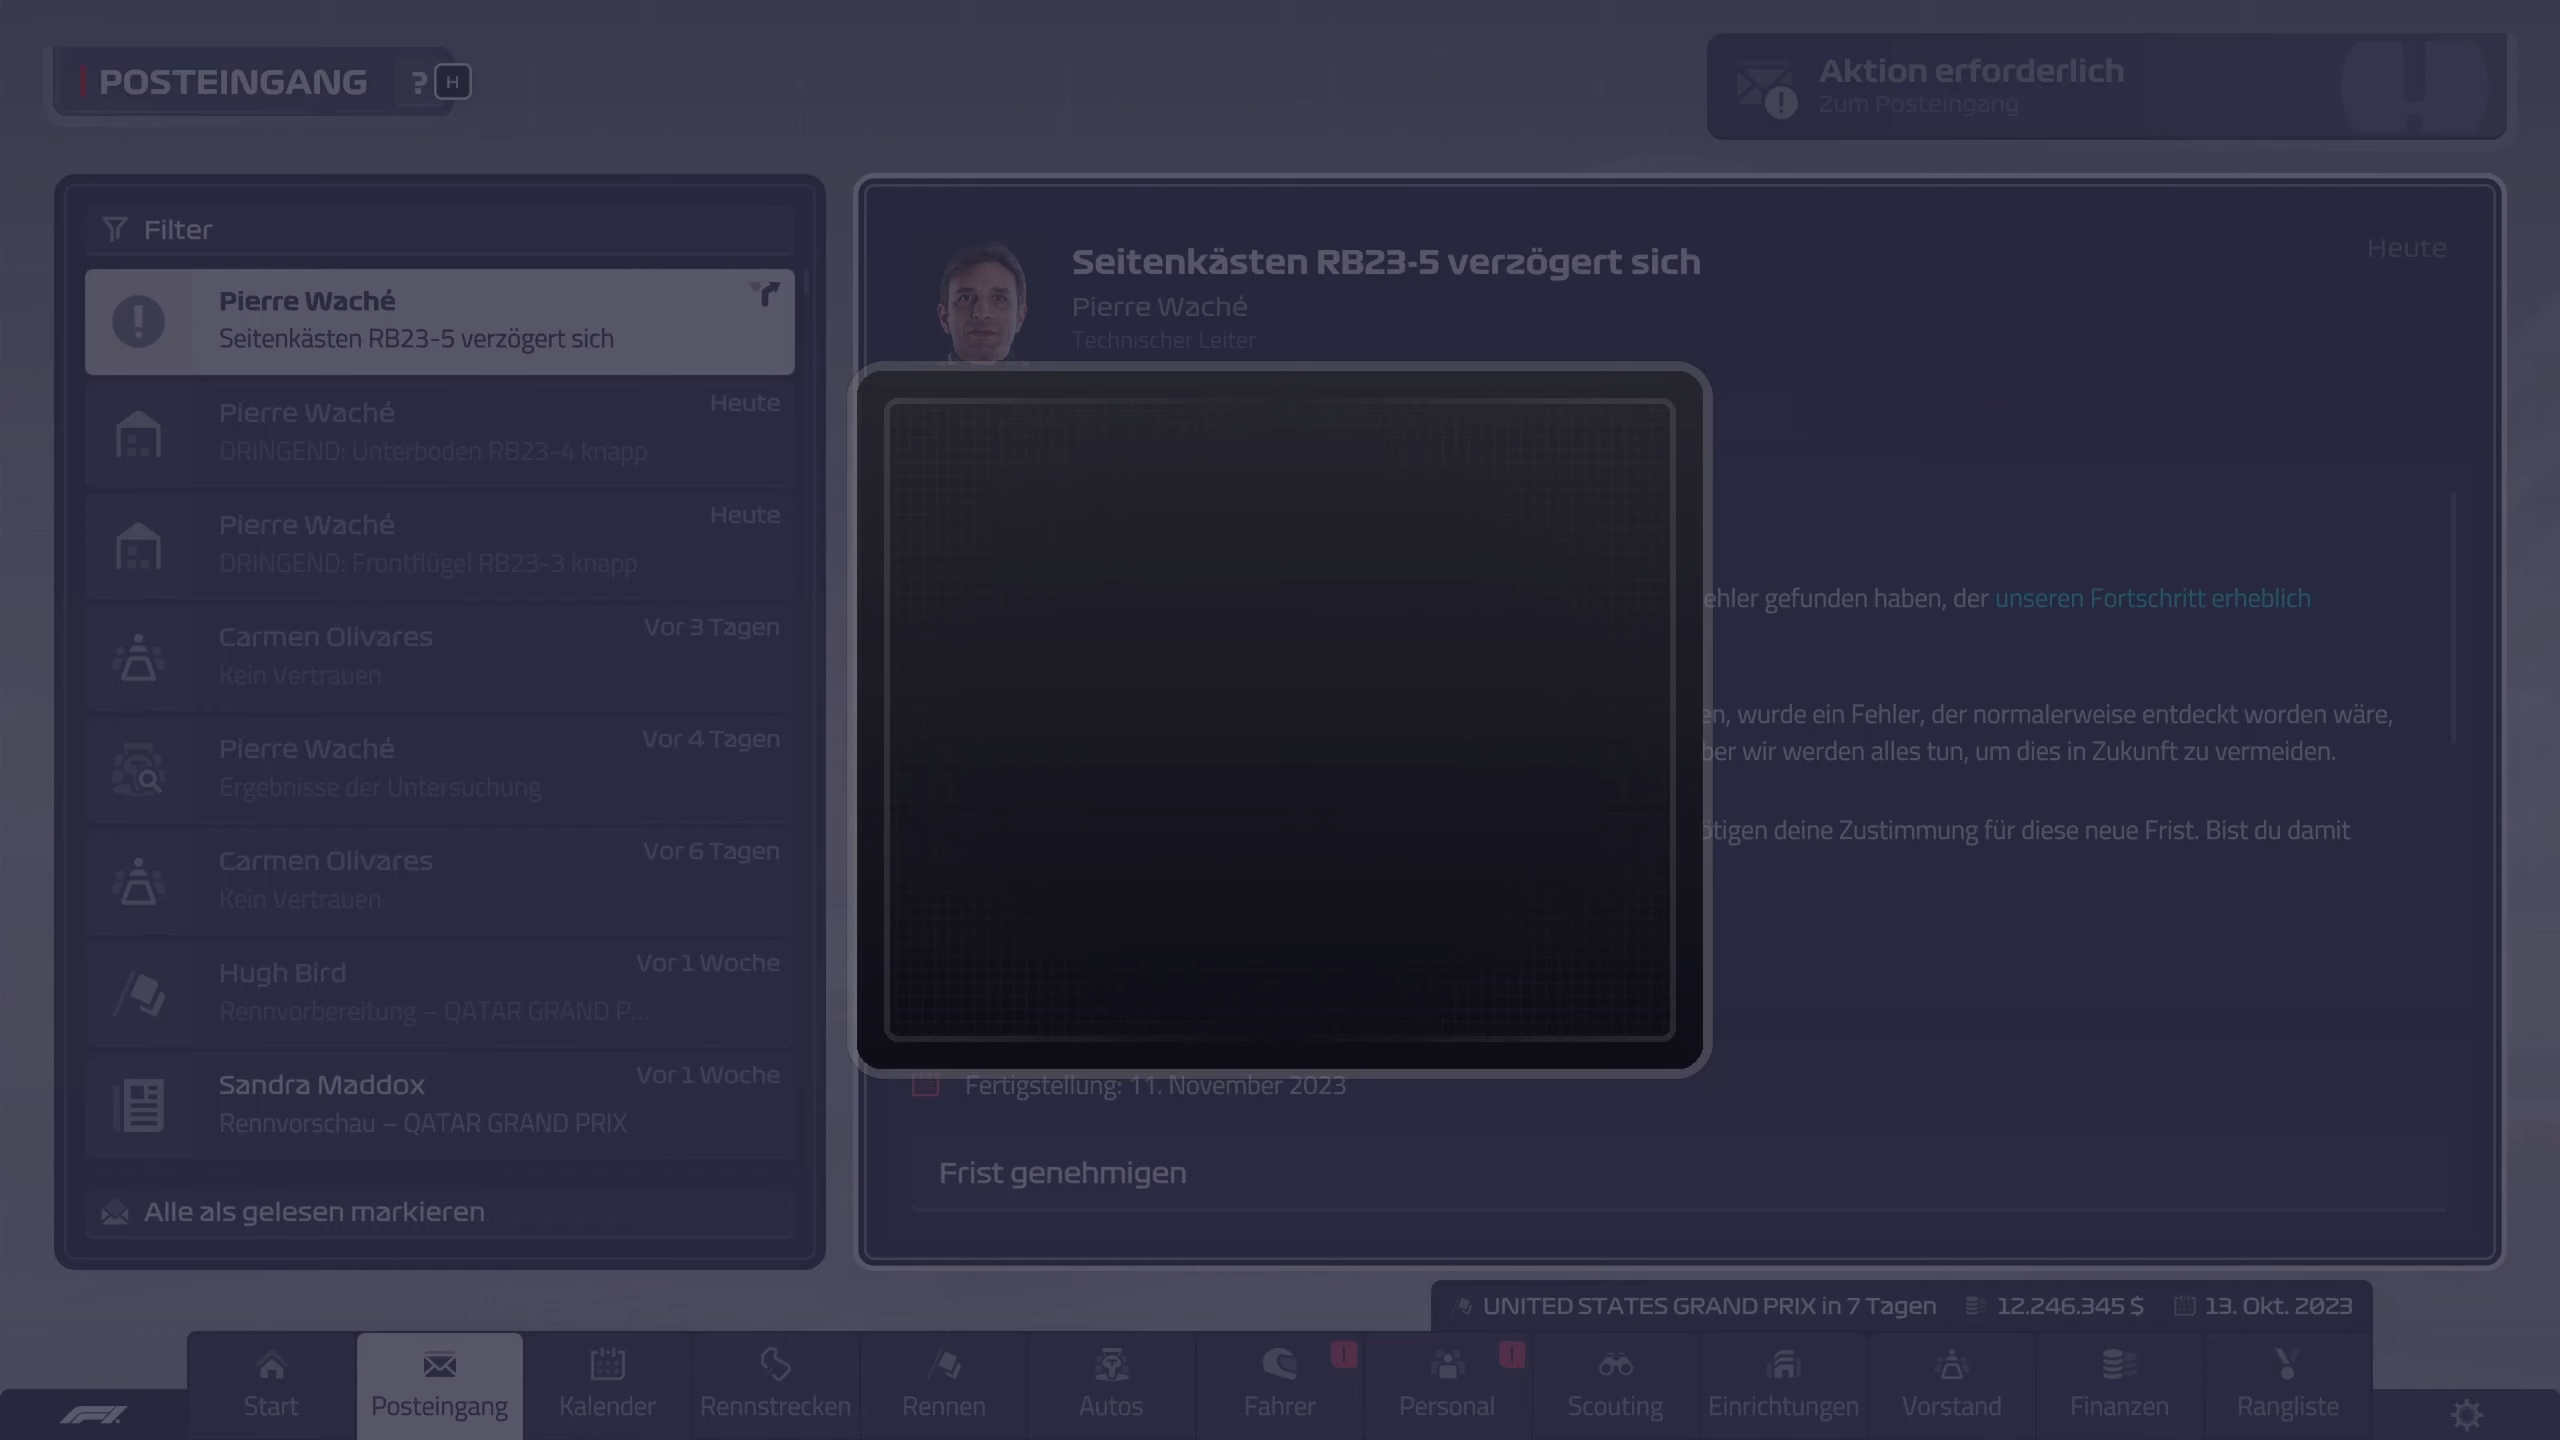 POSTEINGANG
? H
Aktion erforderlich
Zum Posteingang
Filter
Pierre Waché
Seitenkästen RB23-5 verzögert sich
Pierre Waché
Heute
DRINGEND: Unterboden RB23-4 knapp
Pierre Waché
Heute
DRINGEND: Frontflügel RB23-3 knapp
Carmen Olivares
Vor 3 Tagen
Kein Vertrauen
Pierre Waché
Vor 4 Tagen
Ergebnisse der Untersuchung
Carmen Olivares
Vor 6 Tagen
Kein Vertrauen
Hugh Bird
Vor 1 Woche
Rennvorbereitung – QATAR GRAND P...
Sandra Maddox
Vor 1 Woche
Rennvorschau – QATAR GRAND PRIX
Alle als gelesen markieren
Seitenkästen RB23-5 verzögert sich
Heute
Pierre Waché
Technischer Leiter
gefunden haben, der unseren Fortschritt erheblich
wurde ein Fehler, der normalerweise entdeckt worden wäre,
wir werden alles tun, um dies in Zukunft zu vermeiden.
deine Zustimmung für diese neue Frist. Bist du damit
Fertigstellung: 11. November 2023
Frist genehmigen
UNITED STATES GRAND PRIX in 7 Tagen
12.246.345 $
13. Okt. 2023
Start
Posteingang
Kalender
Rennstrecken
Rennen
Autos
Fahrer
Personal
Scouting
Einrichtungen
Vorstand
Finanzen
Rangliste